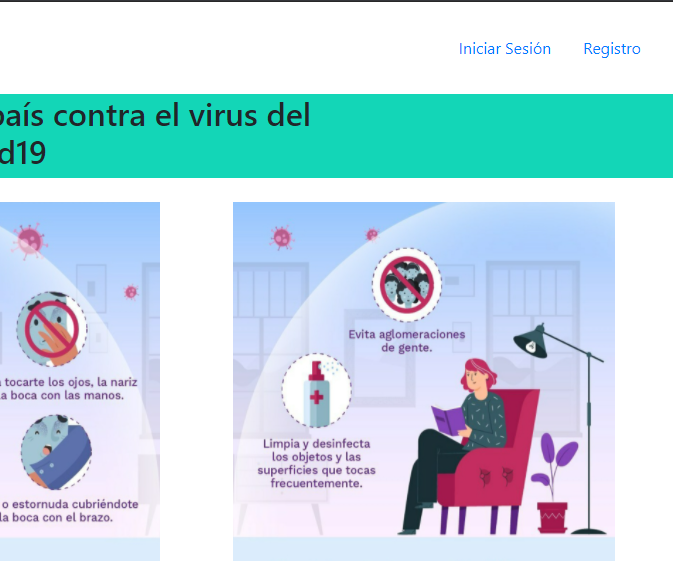 Iniciar Sesión Registro
país contra el virus del
d19
tocarte los ojos, la nariz
la boca con las manos.
o estornuda cubriéndote
la boca con el brazo.
Evita aglomeraciones
de gente.
Limpia y desinfecta
los objetos y las
superficies que tocas
frecuentemente.